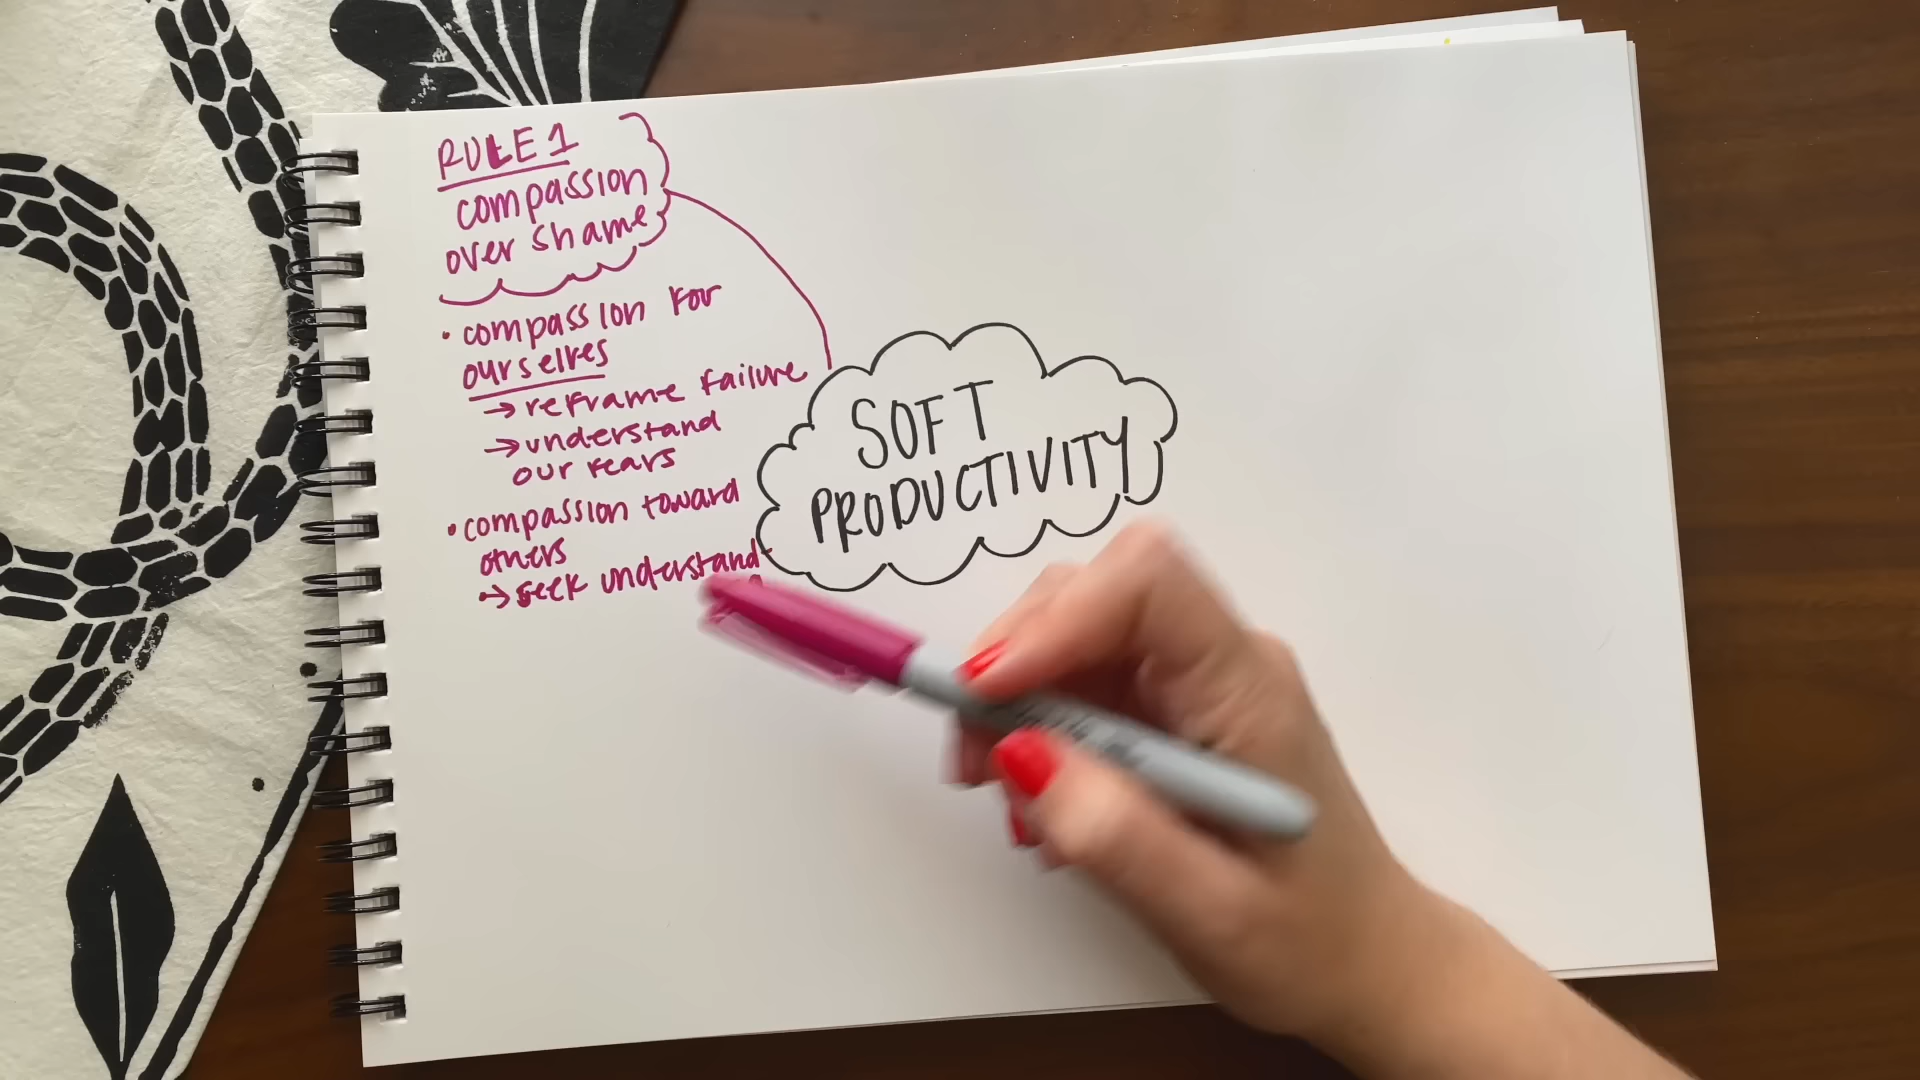 RULE 1
compassion
over shame
• compassion for
ourselves
→ reframe failure
→ understand
our fears
• compassion toward
others
→ seek understand-
SOFT
PRODUCTIVITY